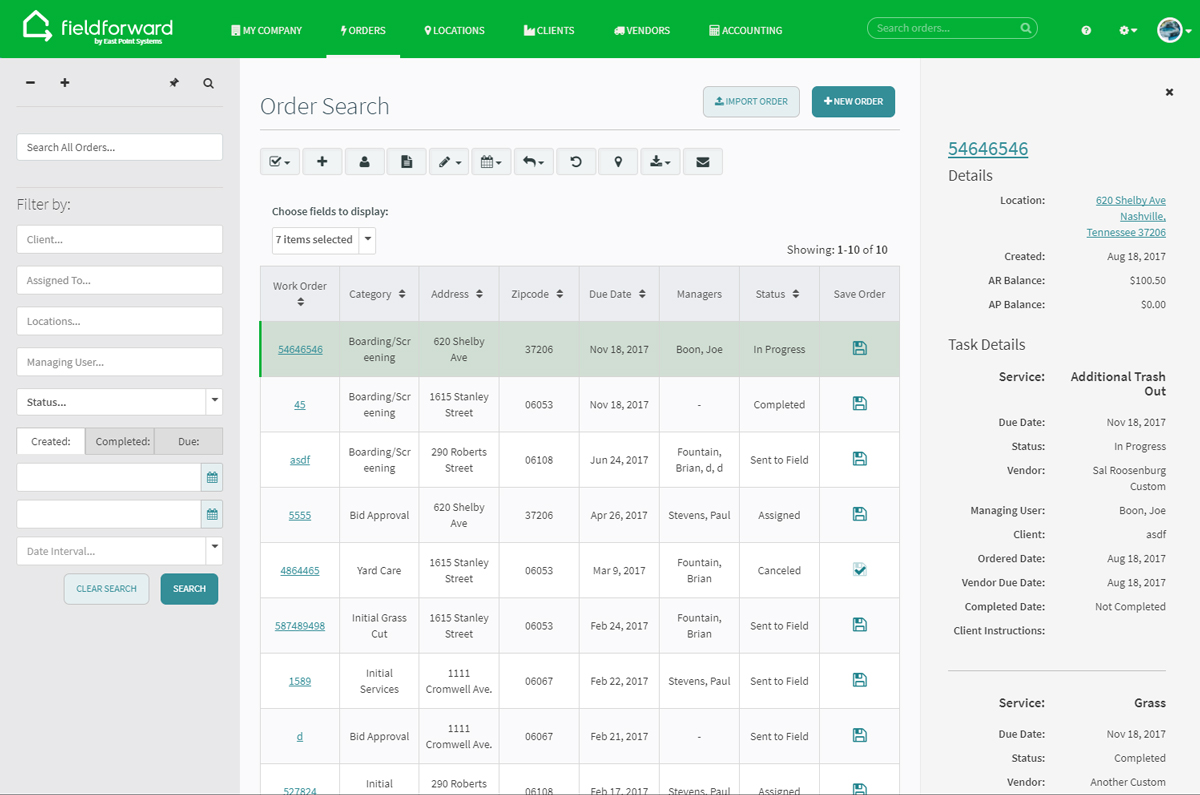 fieldforward
by East Point Systems
MY COMPANY
ORDERS
LOCATIONS
CLIENTS
VENDORS
ACCOUNTING
Search orders...
Search All Orders...
Filter by:
Client...
Assigned To...
Locations...
Managing User...
Status...
Created: Completed: Due:
Date Interval...
CLEAR SEARCH
SEARCH
Order Search
IMPORT ORDER
NEW ORDER
Choose fields to display:
7 items selected
Showing: 1-10 of 10
Work Order Category Address Zipcode Due Date Managers Status Save Order
54646546 Boarding/Scr 620 Shelby 37206 Nov 18, 2017 Boon, Joe In Progress
eening Ave
45 Boarding/Scr 1615 Stanley 06053 Nov 18, 2017 - Completed
eening Street
asdf Boarding/Scr 290 Roberts 06108 Jun 24, 2017 Fountain, Sent to Field
eening Street Brian, d, d
5555 Bid Approval 620 Shelby 37206 Apr 26, 2017 Stevens, Paul Assigned
Ave
4864465 Yard Care 1615 Stanley 06053 Mar 9, 2017 Fountain, Canceled
Street Brian
587489498 Initial Grass 1615 Stanley 06053 Feb 24, 2017 Fountain, Sent to Field
Cut Street Brian
1589 Initial 1111 06067 Feb 22, 2017 Stevens, Paul Sent to Field
Services Cromwell Ave.
d Bid Approval 1111 06067 Feb 21, 2017 - Sent to Field
Cromwell Ave.
527824 Initial 290 Roberts 06108 Feb 17, 2017 Stevens, Paul Assigned
54646546
Details
Location: 620 Shelby Ave
Nashville,
Tennessee 37206
Created: Aug 18, 2017
AR Balance: $100.50
AP Balance: $0.00
Task Details
Service: Additional Trash
Out
Due Date: Nov 18, 2017
Status: In Progress
Vendor: Sal Roosenburg
Custom
Managing User: Boon, Joe
Client: asdf
Ordered Date: Aug 18, 2017
Vendor Due Date: Aug 18, 2017
Completed Date: Not Completed
Client Instructions:
Service: Grass
Due Date: Nov 18, 2017
Status: Completed
Vendor: Another Custom